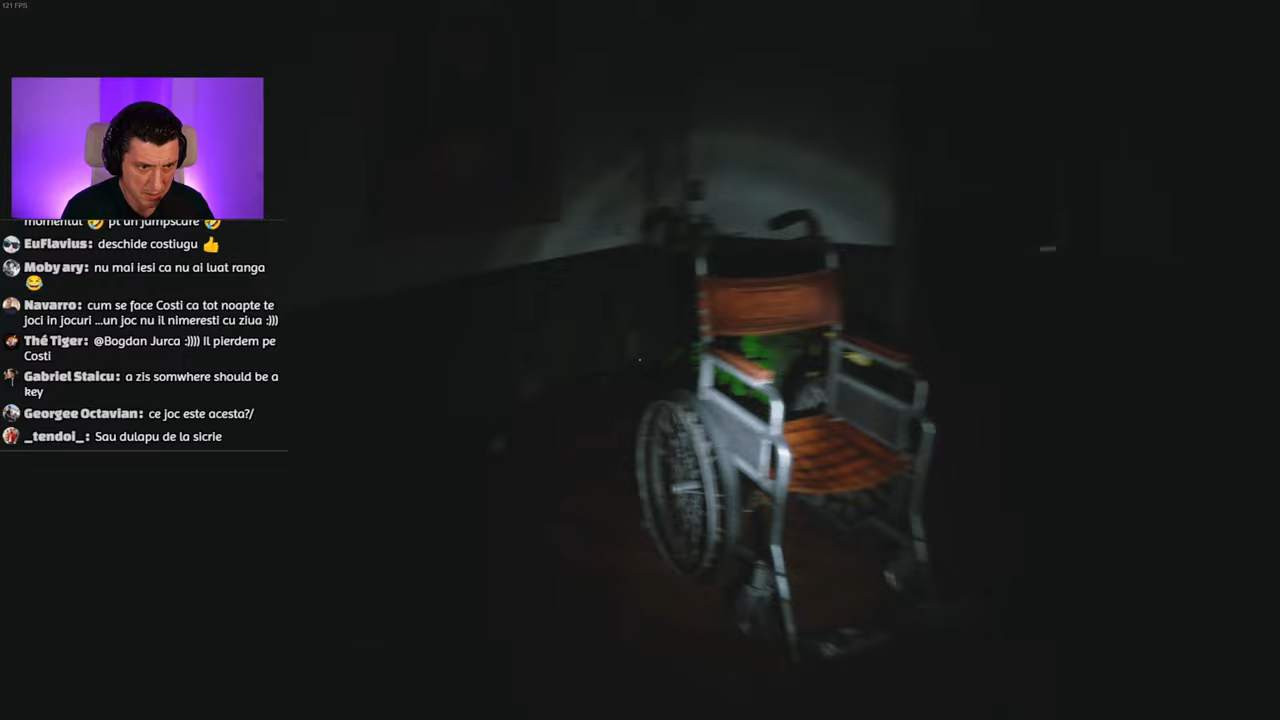 121 FPS
momentul 🤣 pt un jumpscare 🤣
EuFlavius: deschide costiugu 👍
Moby ary: nu mai iesi ca nu ai luat ranga
😂
Navarro: cum se face Costi ca tot noapte te
joci in jocuri ...un joc nu il nimeresti cu ziua :)))
Thé Tiger: @Bogdan Jurca :)))) Il pierdem pe
Costi
Gabriel Staicu: a zis somwhere should be a
key
Georgee Octavian: ce joc este acesta?/
_tendoi_: Sau dulapu de la sicrie